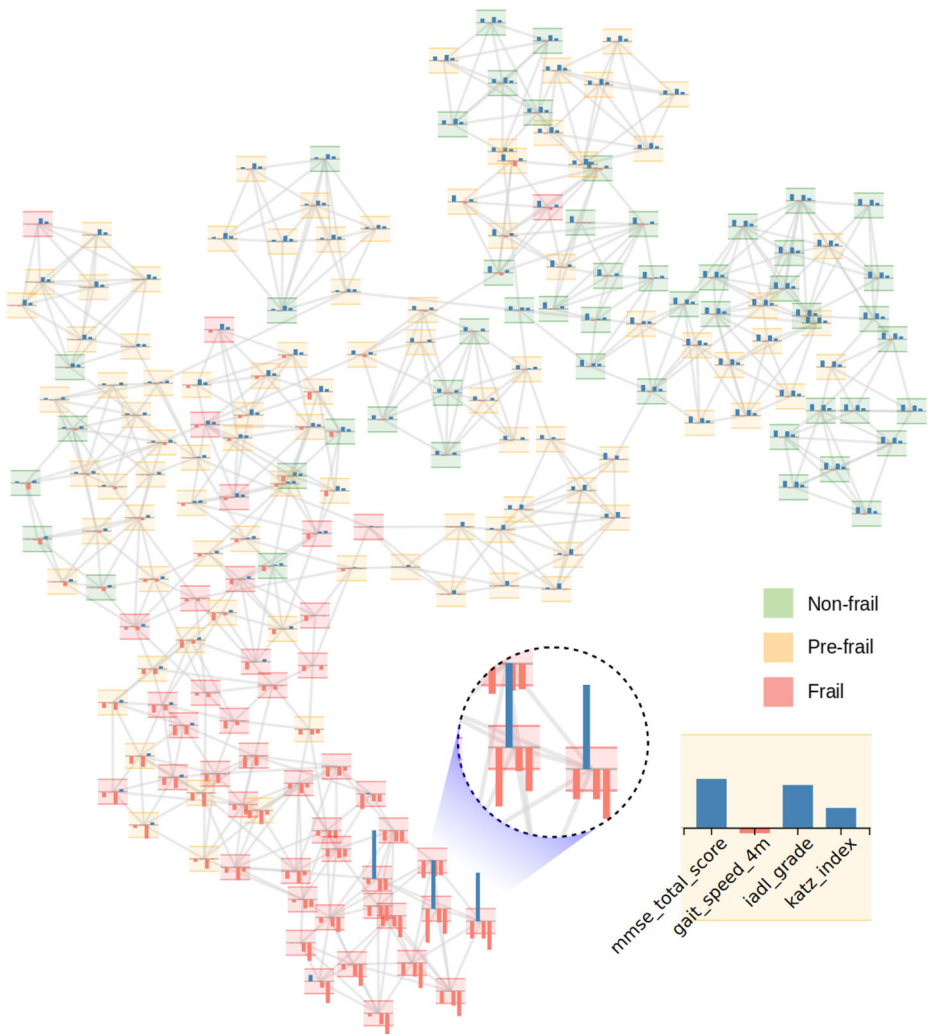 Non-frail
Pre-frail
Frail
mmse_total_score
gait_speed_4m
iadl_grade
katz_index